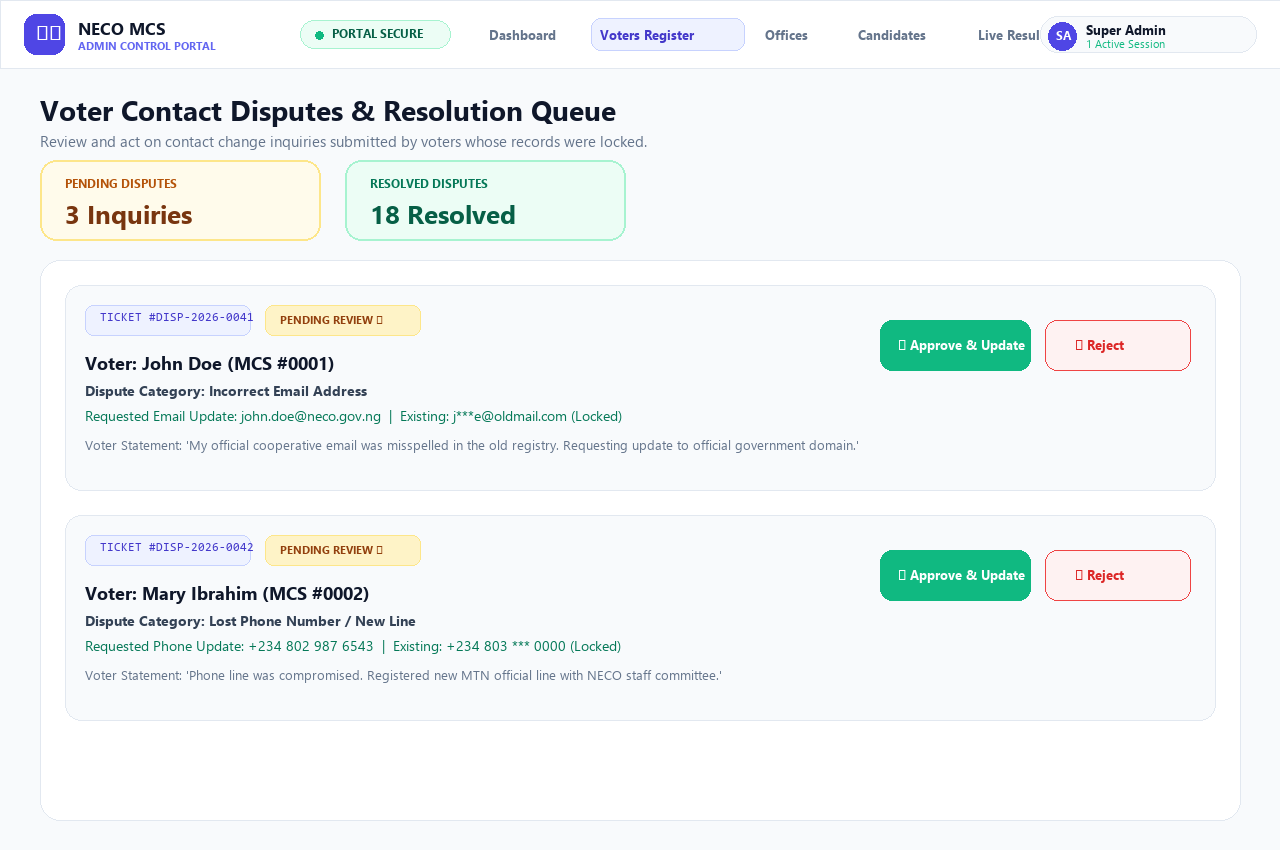 NECO MCS
ADMIN CONTROL PORTAL
PORTAL SECURE
Dashboard
Voters Register
Offices
Candidates
Live Resul
SA
Super Admin
1 Active Session
Voter Contact Disputes & Resolution Queue
Review and act on contact change inquiries submitted by voters whose records were locked.
PENDING DISPUTES
3 Inquiries
RESOLVED DISPUTES
18 Resolved
TICKET #DISP-2026-0041
PENDING REVIEW
Approve & Update
Reject
Voter: John Doe (MCS #0001)
Dispute Category: Incorrect Email Address
Requested Email Update: john.doe@neco.gov.ng | Existing: j***e@oldmail.com (Locked)
Voter Statement: 'My official cooperative email was misspelled in the old registry. Requesting update to official government domain.'
TICKET #DISP-2026-0042
PENDING REVIEW
Approve & Update
Reject
Voter: Mary Ibrahim (MCS #0002)
Dispute Category: Lost Phone Number / New Line
Requested Phone Update: +234 802 987 6543 | Existing: +234 803 *** 0000 (Locked)
Voter Statement: 'Phone line was compromised. Registered new MTN official line with NECO staff committee.'